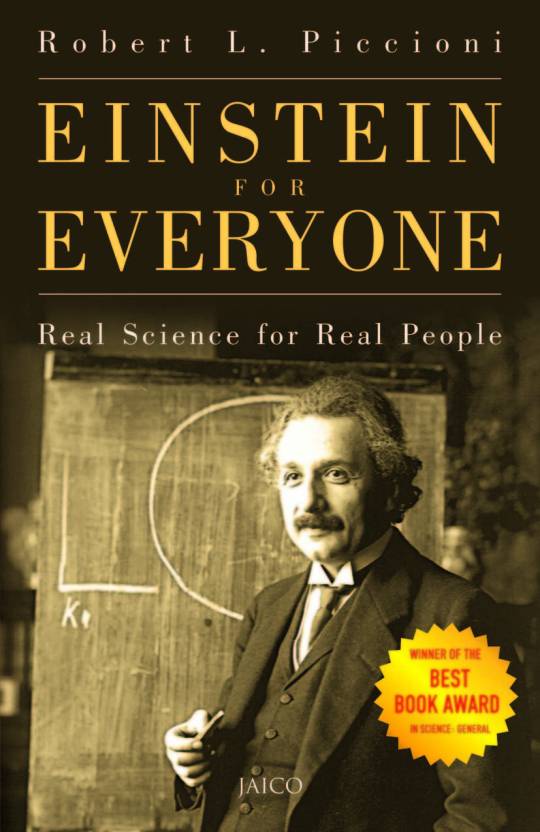 Robert L. Piccioni
EINSTEIN
FOR
EVERYONE
Real Science for Real People
K₁
WINNER OF THE
BEST
BOOK AWARD
IN SCIENCE: GENERAL
JAICO